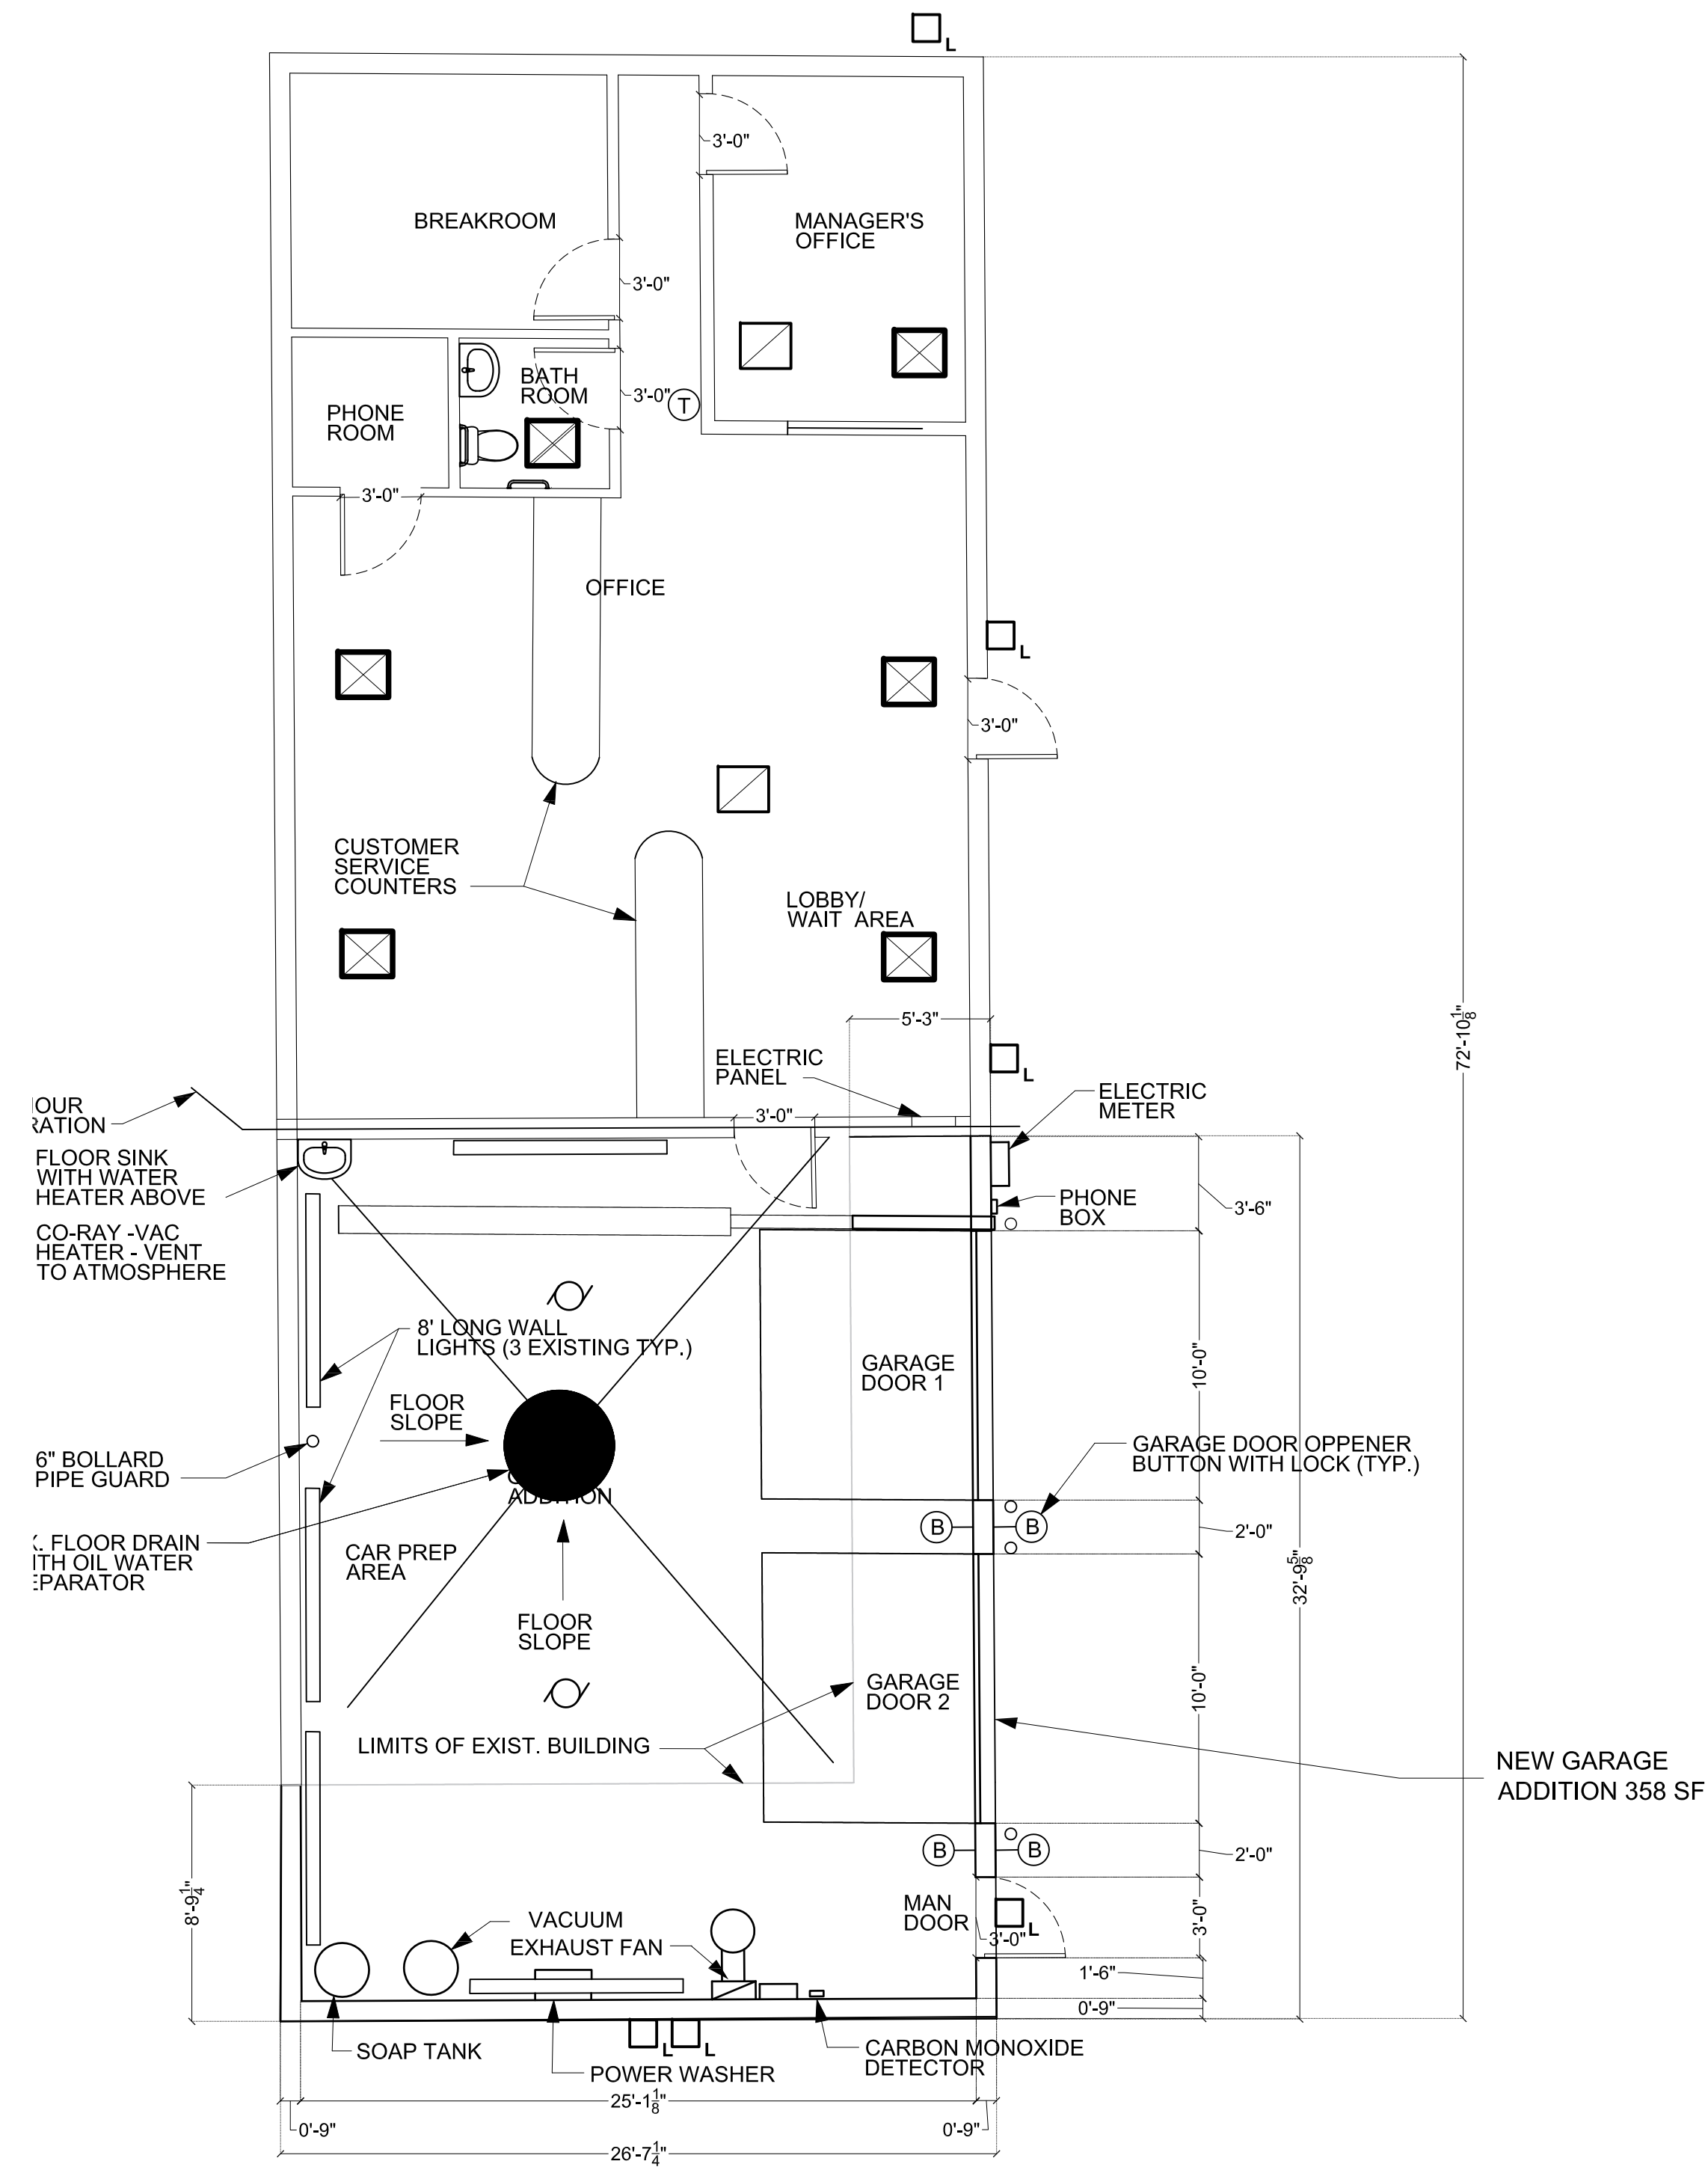 L
3'-0"
BREAKROOM
MANAGER'S
OFFICE
3'-0"
BATH
ROOM
3'-0"
T
PHONE
ROOM
3'-0"
OFFICE
L
3'-0"
CUSTOMER
SERVICE
COUNTERS
LOBBY/
WAIT AREA
5'-3"
72'-10 1/8"
ELECTRIC
PANEL
L
ELECTRIC
METER
3'-0"
FLOOR SINK
WITH WATER
HEATER ABOVE
PHONE
BOX
3'-6"
CO-RAY -VAC
HEATER - VENT
TO ATMOSPHERE
8' LONG WALL
LIGHTS (3 EXISTING TYP.)
GARAGE
DOOR 1
10'-0"
FLOOR
SLOPE
6" BOLLARD
PIPE GUARD
GARAGE DOOR OPPENER
BUTTON WITH LOCK (TYP.)
ADDITION
B
B
2'-0"
FLOOR DRAIN
OIL WATER
CAR PREP
AREA
32'-9 5/8"
FLOOR
SLOPE
GARAGE
DOOR 2
10'-0"
LIMITS OF EXIST. BUILDING
NEW GARAGE
ADDITION 358 SF
B
B
2'-0"
8'-9 1/4"
MAN
DOOR
3'-0"
L
3'-0"
VACUUM
EXHAUST FAN
1'-6"
0'-9"
SOAP TANK
L
L
POWER WASHER
CARBON MONOXIDE
DETECTOR
25'-1 1/8"
0'-9"
0'-9"
26'-7 1/4"